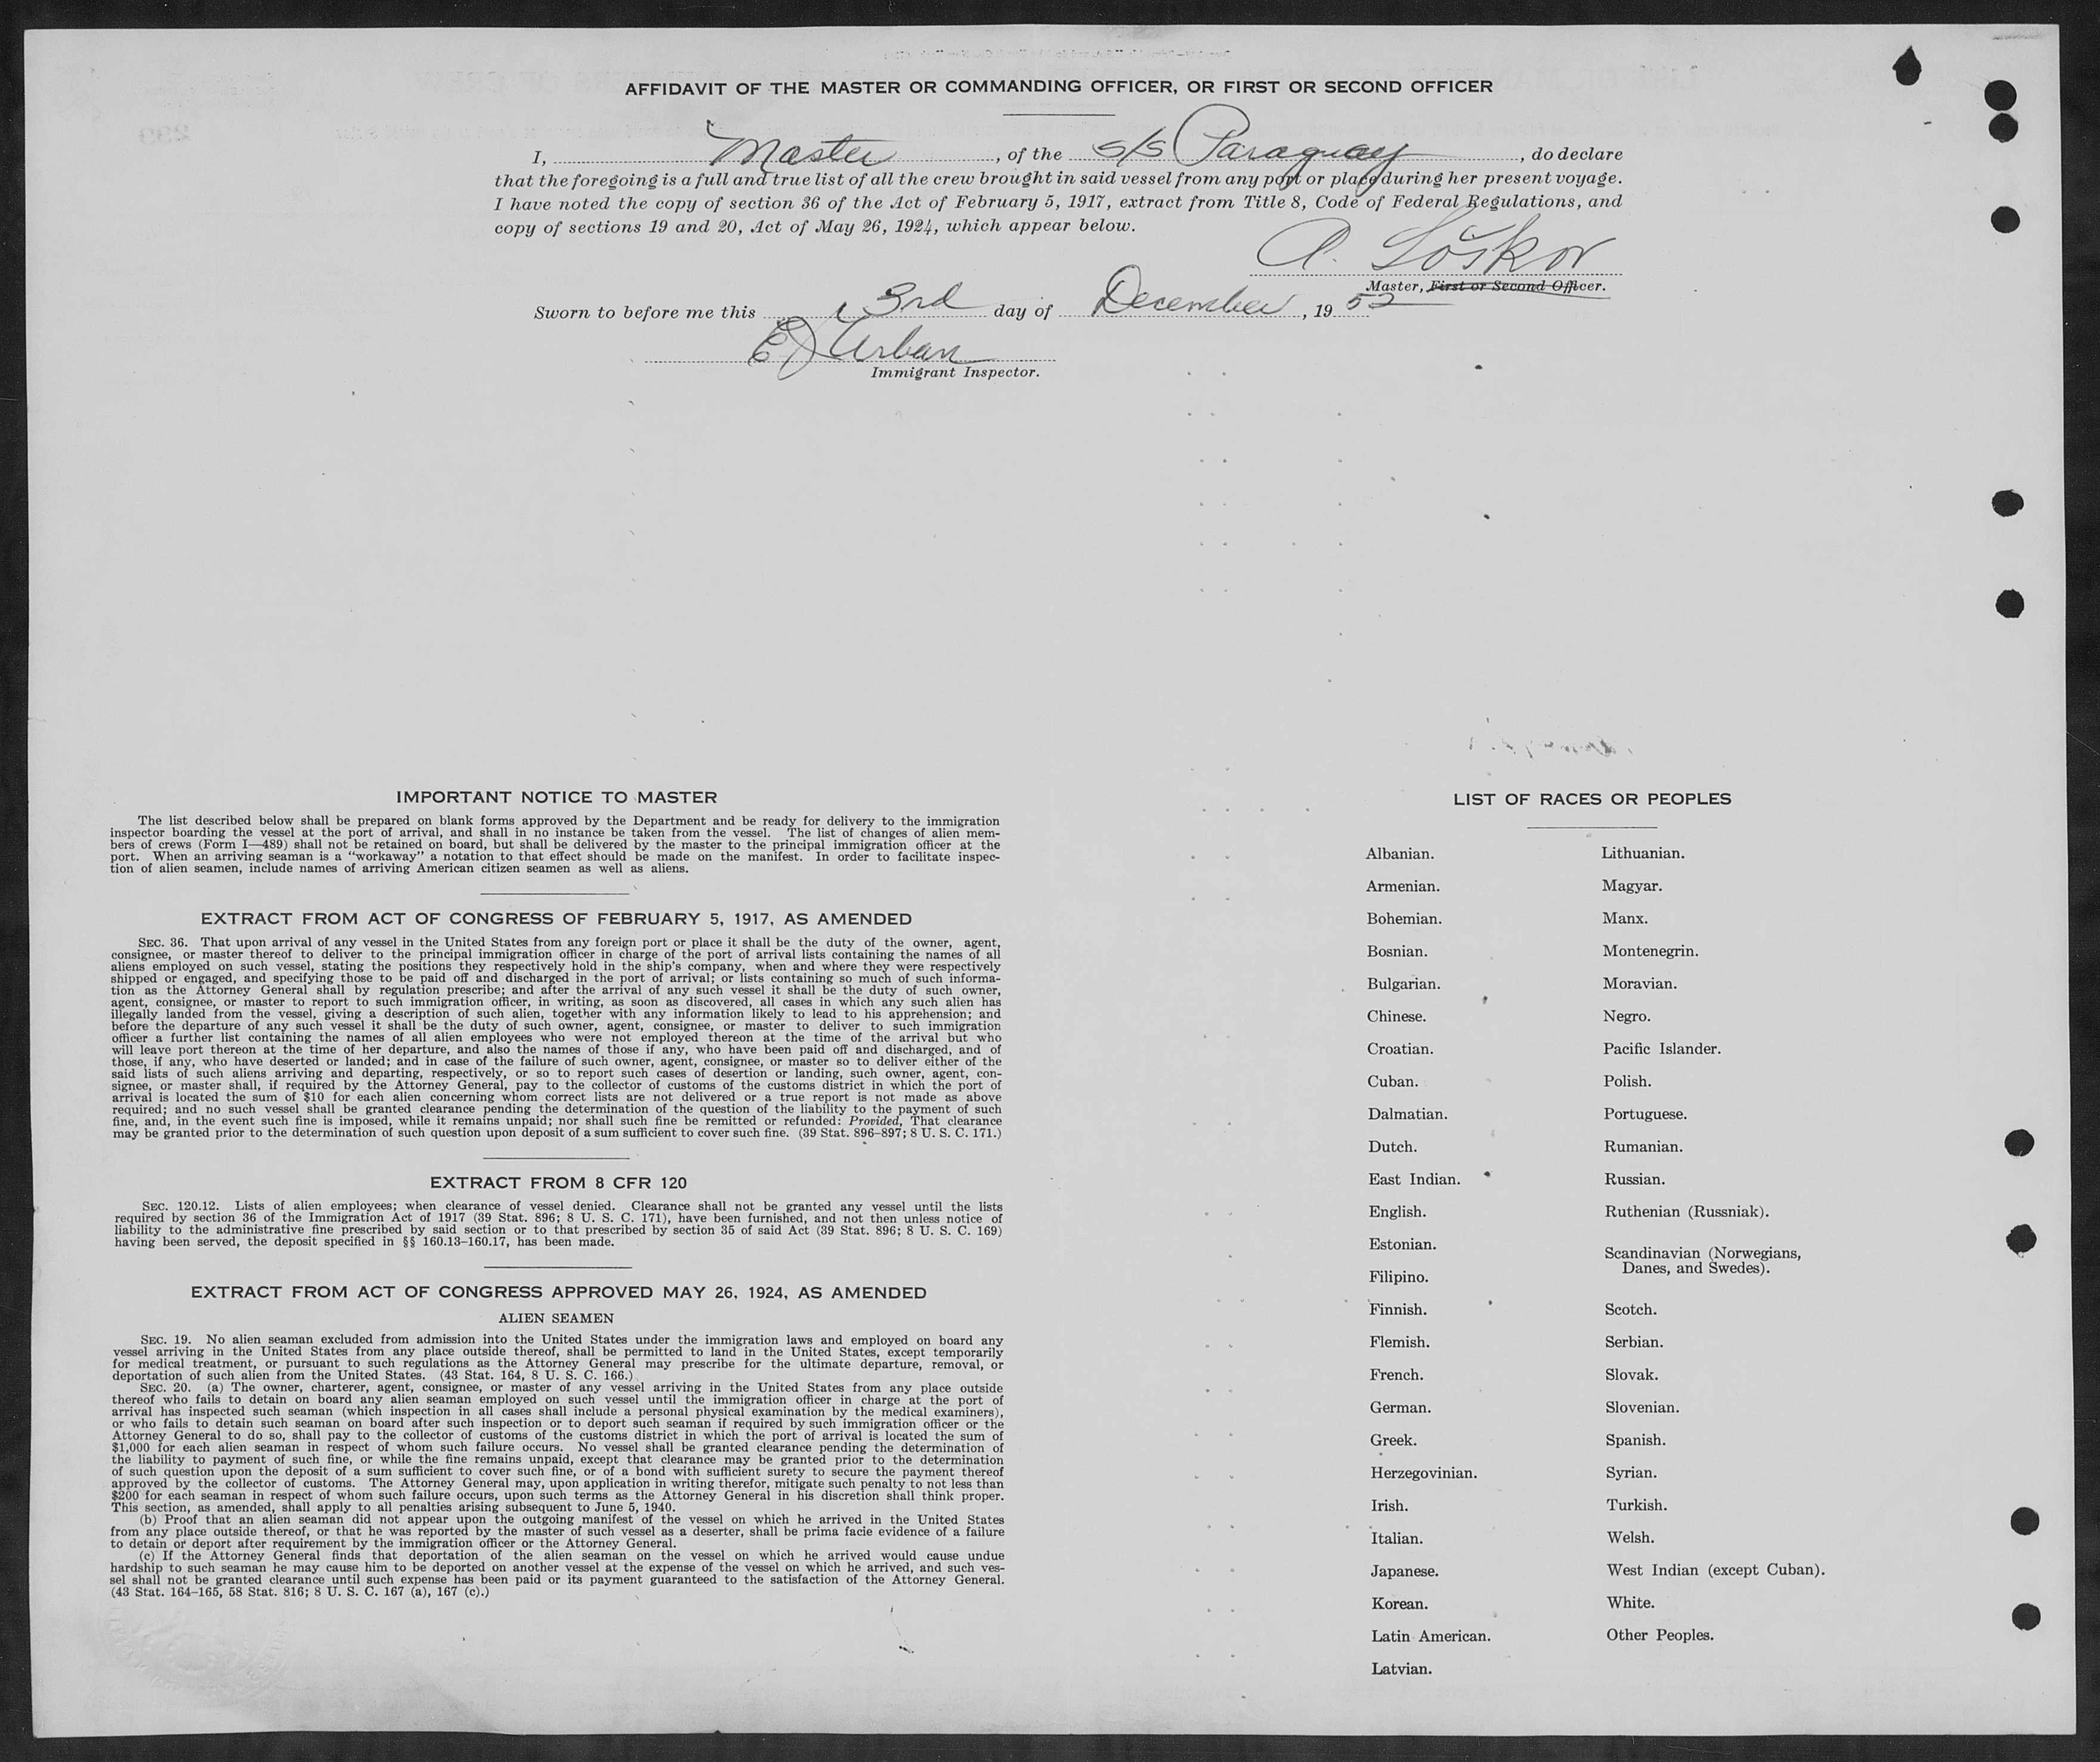 AFFIDAVIT OF THE MASTER OR COMMANDING OFFICER, OR FIRST OR SECOND OFFICER
I, Master, of the S/S Paraguay, do declare
that the foregoing is a full and true list of all the crew brought in said vessel from any port or place during her present voyage.
I have noted the copy of section 36 of the Act of February 5, 1917, extract from Title 8, Code of Federal Regulations, and
copy of sections 19 and 20, Act of May 26, 1924, which appear below.
Master, First or Second Officer.
Sworn to before me this 3rd day of December, 1952
E J Urban
Immigrant Inspector.
IMPORTANT NOTICE TO MASTER
The list described below shall be prepared on blank forms approved by the Department and be ready for delivery to the immigration
inspector boarding the vessel at the port of arrival, and shall in no instance be taken from the vessel. The list of changes of alien mem-
bers of crews (Form I—489) shall not be retained on board, but shall be delivered by the master to the principal immigration officer at the
port. When an arriving seaman is a "workaway" a notation to that effect should be made on the manifest. In order to facilitate inspec-
tion of alien seamen, include names of arriving American citizen seamen as well as aliens.
EXTRACT FROM ACT OF CONGRESS OF FEBRUARY 5, 1917, AS AMENDED
SEC. 36. That upon arrival of any vessel in the United States from any foreign port or place it shall be the duty of the owner, agent,
consignee, or master thereof to deliver to the principal immigration officer in charge of the port of arrival lists containing the names of all
aliens employed on such vessel, stating the positions they respectively hold in the ship's company, when and where they were respectively
shipped or engaged, and specifying those to be paid off and discharged in the port of arrival; or lists containing so much of such informa-
tion as the Attorney General shall by regulation prescribe; and after the arrival of any such vessel it shall be the duty of such owner,
agent, consignee, or master to report to such immigration officer, in writing, as soon as discovered, all cases in which any such alien has
illegally landed from the vessel, giving a description of such alien, together with any information likely to lead to his apprehension; and
before the departure of any such vessel it shall be the duty of such owner, agent, consignee, or master to deliver to such immigration
officer a further list containing the names of all alien employees who were not employed thereon at the time of the arrival but who
will leave port thereon at the time of her departure, and also the names of those if any, who have been paid off and discharged, and of
those, if any, who have deserted or landed; and in case of the failure of such owner, agent, consignee, or master so to deliver either of the
said lists of such aliens arriving and departing, respectively, or so to report such cases of desertion or landing, such owner, agent, con-
signee, or master shall, if required by the Attorney General, pay to the collector of customs of the customs district in which the port of
arrival is located the sum of $10 for each alien concerning whom correct lists are not delivered or a true report is not made as above
required; and no such vessel shall be granted clearance pending the determination of the question of the liability to the payment of such
fine, and, in the event such fine is imposed, while it remains unpaid; nor shall such fine be remitted or refunded: Provided, That clearance
may be granted prior to the determination of such question upon deposit of a sum sufficient to cover such fine. (39 Stat. 896–897; 8 U. S. C. 171.)
EXTRACT FROM 8 CFR 120
SEC. 120.12. Lists of alien employees; when clearance of vessel denied. Clearance shall not be granted any vessel until the lists
required by section 36 of the Immigration Act of 1917 (39 Stat. 896; 8 U. S. C. 171), have been furnished, and not then unless notice of
liability to the administrative fine prescribed by said section or to that prescribed by section 35 of said Act (39 Stat. 896; 8 U. S. C. 169)
having been served, the deposit specified in §§ 160.13–160.17, has been made.
EXTRACT FROM ACT OF CONGRESS APPROVED MAY 26, 1924, AS AMENDED
ALIEN SEAMEN
SEC. 19. No alien seaman excluded from admission into the United States under the immigration laws and employed on board any
vessel arriving in the United States from any place outside thereof, shall be permitted to land in the United States, except temporarily
for medical treatment, or pursuant to such regulations as the Attorney General may prescribe for the ultimate departure, removal, or
deportation of such alien from the United States. (43 Stat. 164, 8 U. S. C. 166.)
SEC. 20. (a) The owner, charterer, agent, consignee, or master of any vessel arriving in the United States from any place outside
thereof who fails to detain on board any alien seaman employed on such vessel until the immigration officer in charge at the port of
arrival has inspected such seaman (which inspection in all cases shall include a personal physical examination by the medical examiners),
or who fails to detain such seaman on board after such inspection or to deport such seaman if required by such immigration officer or the
Attorney General to do so, shall pay to the collector of customs of the customs district in which the port of arrival is located the sum of
$1,000 for each alien seaman in respect of whom such failure occurs. No vessel shall be granted clearance pending the determination of
the liability to payment of such fine, or while the fine remains unpaid, except that clearance may be granted prior to the determination
of such question upon the deposit of a sum sufficient to cover such fine, or of a bond with sufficient surety to secure the payment thereof
approved by the collector of customs. The Attorney General may, upon application in writing therefor, mitigate such penalty to not less than
$200 for each seaman in respect of whom such failure occurs, upon such terms as the Attorney General in his discretion shall think proper.
This section, as amended, shall apply to all penalties arising subsequent to June 5, 1940.
(b) Proof that an alien seaman did not appear upon the outgoing manifest of the vessel on which he arrived in the United States
from any place outside thereof, or that he was reported by the master of such vessel as a deserter, shall be prima facie evidence of a failure
to detain or deport after requirement by the immigration officer or the Attorney General.
(c) If the Attorney General finds that deportation of the alien seaman on the vessel on which he arrived would cause undue
hardship to such seaman he may cause him to be deported on another vessel at the expense of the vessel on which he arrived, and such ves-
sel shall not be granted clearance until such expense has been paid or its payment guaranteed to the satisfaction of the Attorney General.
(43 Stat. 164–165, 58 Stat. 816; 8 U. S. C. 167 (a), 167 (c).)
LIST OF RACES OR PEOPLES
Albanian.
Armenian.
Bohemian.
Bosnian.
Bulgarian.
Chinese.
Croatian.
Cuban.
Dalmatian.
Dutch.
East Indian.
English.
Estonian.
Filipino.
Finnish.
Flemish.
French.
German.
Greek.
Herzegovinian.
Irish.
Italian.
Japanese.
Korean.
Latin American.
Latvian.
Lithuanian.
Magyar.
Manx.
Montenegrin.
Moravian.
Negro.
Pacific Islander.
Polish.
Portuguese.
Rumanian.
Russian.
Ruthenian (Russniak).
Scandinavian (Norwegians,
Danes, and Swedes).
Scotch.
Serbian.
Slovak.
Slovenian.
Spanish.
Syrian.
Turkish.
Welsh.
West Indian (except Cuban).
White.
Other Peoples.